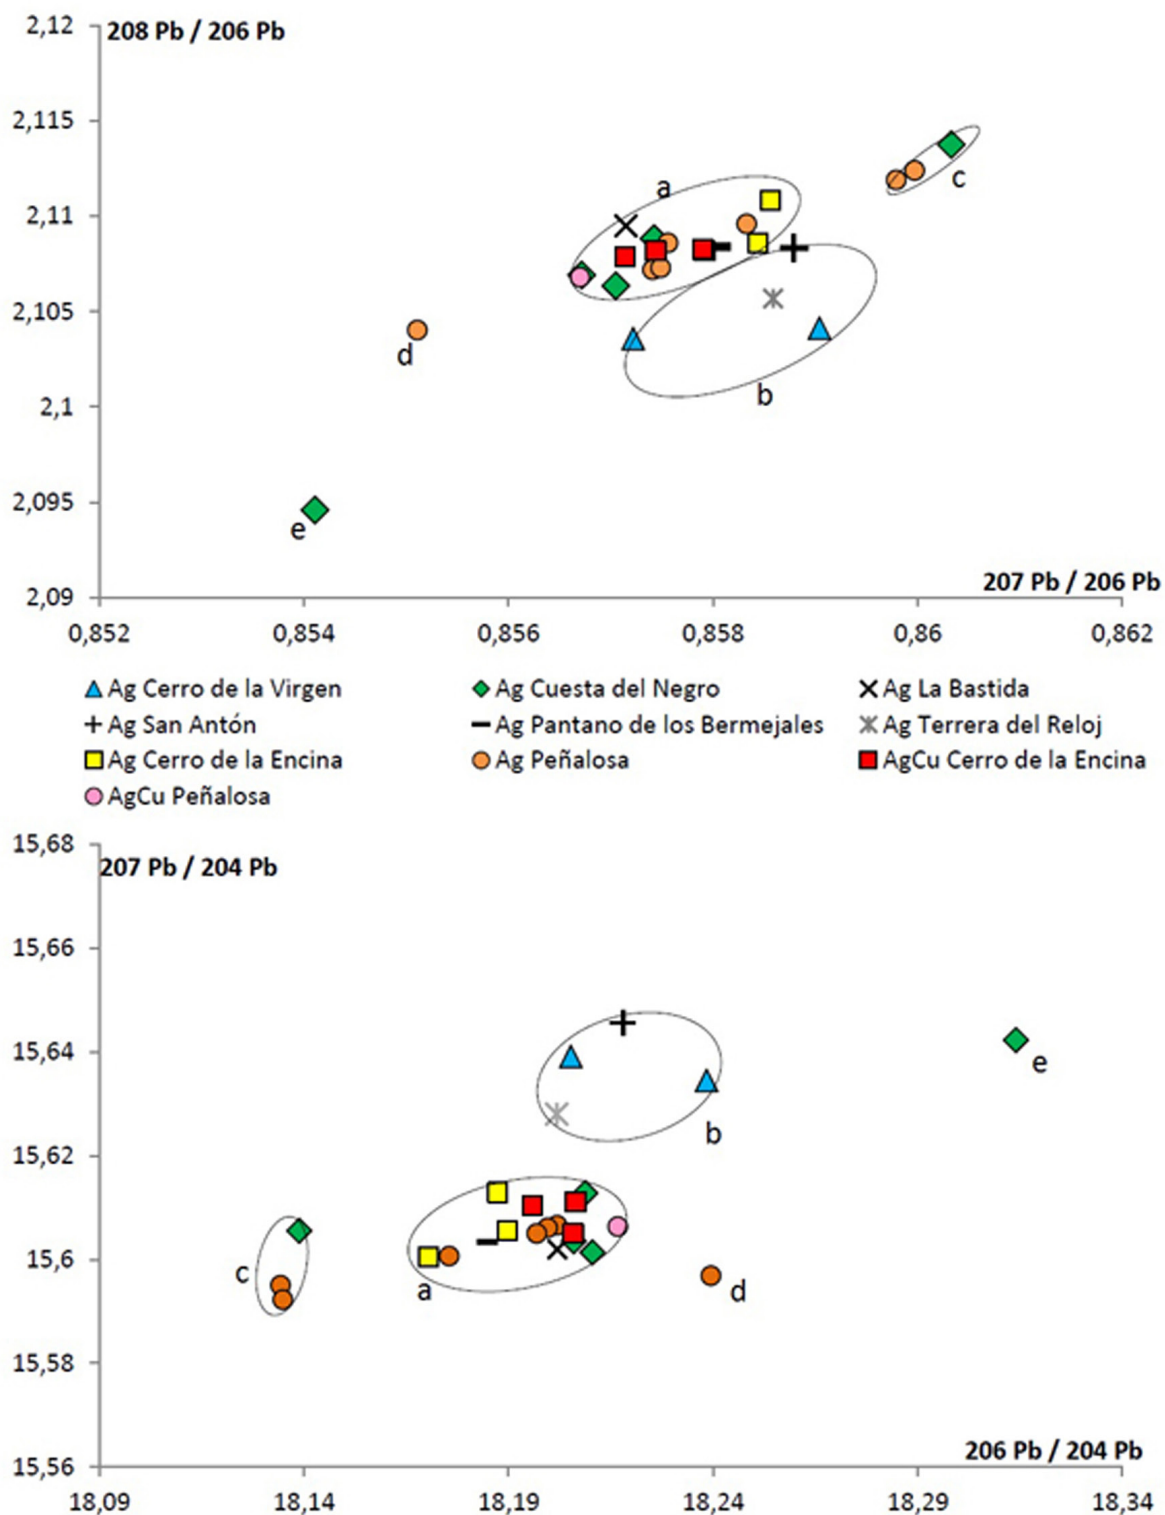 2,12
208 Pb / 206 Pb
2,115
2,11
2,105
2,1
2,095
2,09
a
c
d
b
e
207 Pb / 206 Pb
0,852 0,854 0,856 0,858 0,86 0,862
Ag Cerro de la Virgen Ag Cuesta del Negro Ag La Bastida
Ag San Antón Ag Pantano de los Bermejales Ag Terrera del Reloj
Ag Cerro de la Encina Ag Peñalosa AgCu Cerro de la Encina
AgCu Peñalosa
15,68
207 Pb / 204 Pb
15,66
15,64
15,62
15,6
15,58
15,56
e
b
c
a
d
206 Pb / 204 Pb
18,09 18,14 18,19 18,24 18,29 18,34